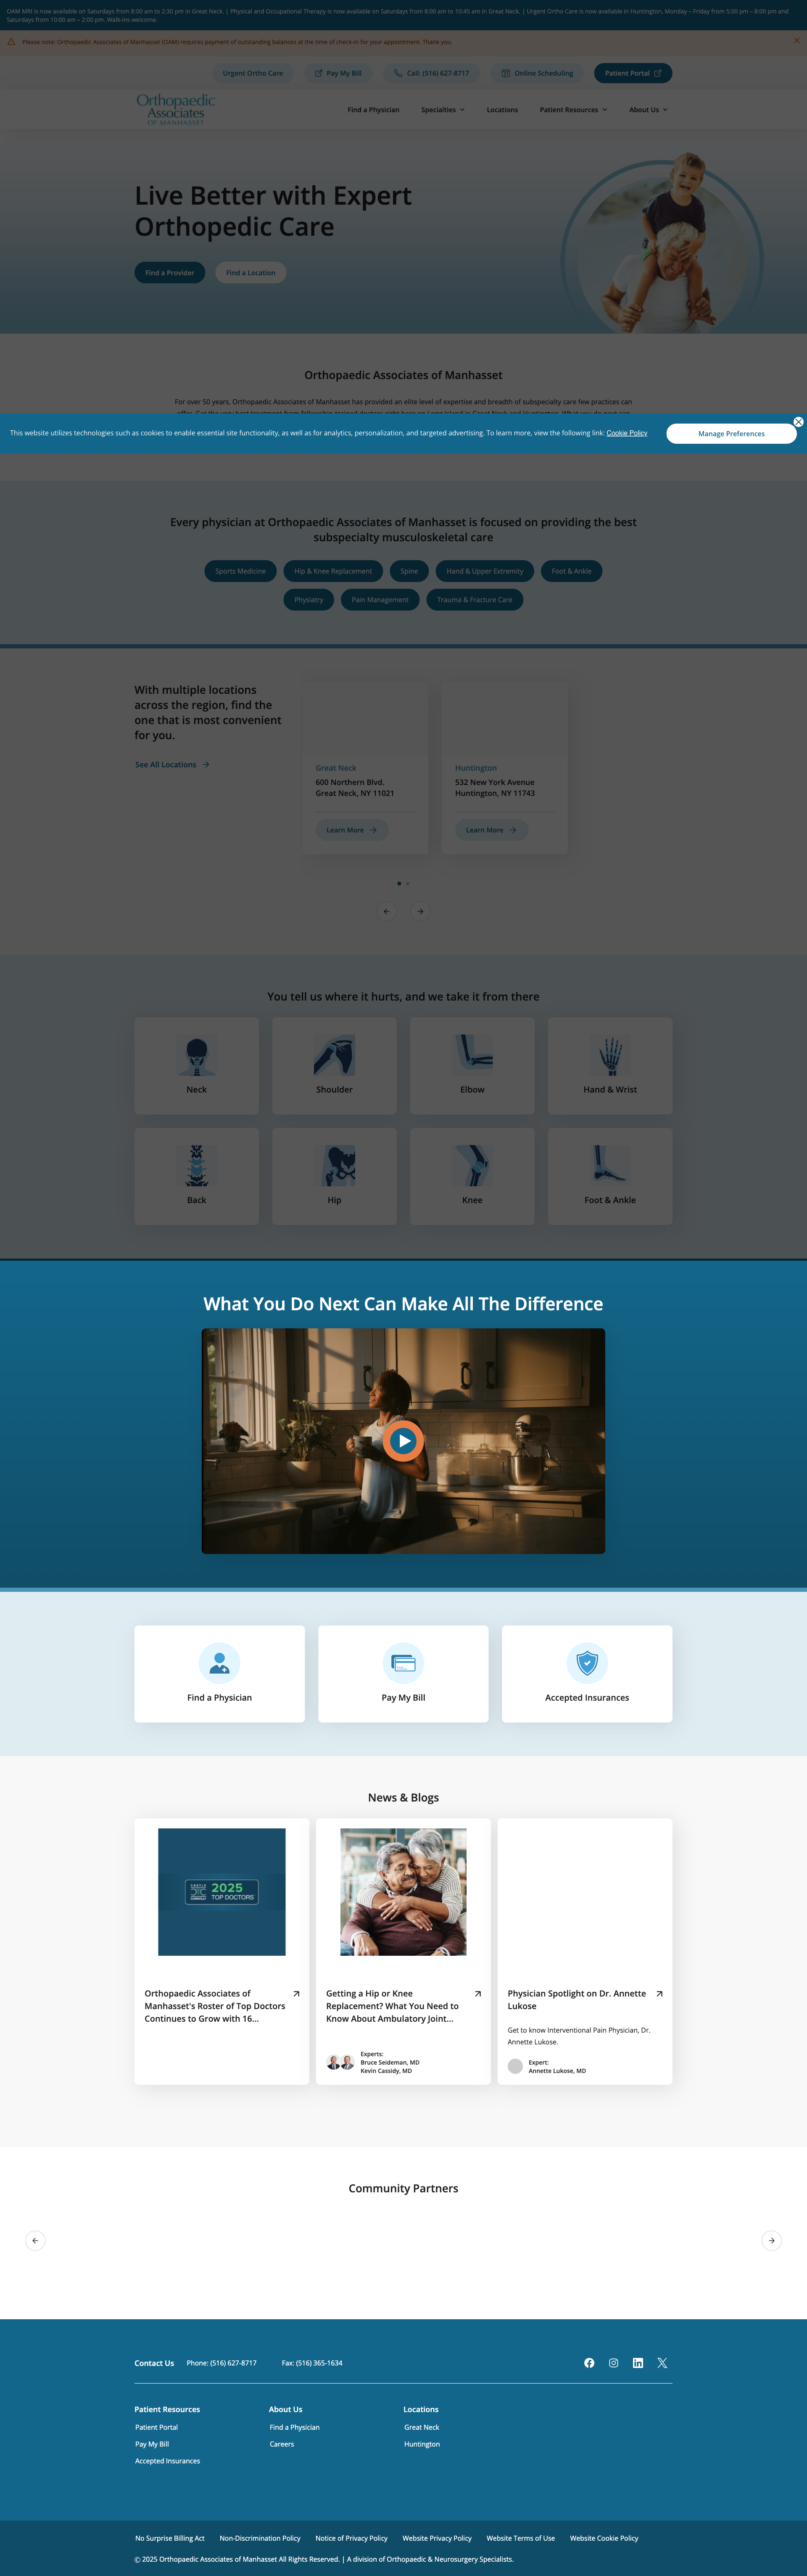 OAM MRI is now available on Saturdays from 8:00 am to 2:30 pm in Great Neck. | Physical and Occupational Therapy is now available on Saturdays from 8:00 am to 10:45 am in Great Neck. | Urgent Ortho Care is now available in Huntington, Monday – Friday from 5:00 pm – 8:00 pm and
Saturdays from 10:00 am – 2:00 pm. Walk-ins welcome.
Please note: Orthopaedic Associates of Manhasset (OAM) requires payment of outstanding balances at the time of check-in for your appointment. Thank you.
Urgent Ortho Care
Pay My Bill
Call: (516) 627-8717
Online Scheduling
Patient Portal
Orthopaedic
Associates
OF MANHASSET
Find a Physician
Specialties
Locations
Patient Resources
About Us
Live Better with Expert
Orthopedic Care
Find a Provider
Find a Location
Orthopaedic Associates of Manhasset
For over 50 years, Orthopaedic Associates of Manhasset has provided an elite level of expertise and breadth of subspecialty care few practices can
This website utilizes technologies such as cookies to enable essential site functionality, as well as for analytics, personalization, and targeted advertising. To learn more, view the following link: Cookie Policy
Manage Preferences
Every physician at Orthopaedic Associates of Manhasset is focused on providing the best
subspecialty musculoskeletal care
Sports Medicine
Hip & Knee Replacement
Spine
Hand & Upper Extremity
Foot & Ankle
Physiatry
Pain Management
Trauma & Fracture Care
With multiple locations
across the region, find the
one that is most convenient
for you.
See All Locations
Great Neck
600 Northern Blvd.
Great Neck, NY 11021
Learn More
Huntington
532 New York Avenue
Huntington, NY 11743
Learn More
You tell us where it hurts, and we take it from there
Neck
Shoulder
Elbow
Hand & Wrist
Back
Hip
Knee
Foot & Ankle
What You Do Next Can Make All The Difference
Find a Physician
Pay My Bill
Accepted Insurances
News & Blogs
2025
TOP DOCTORS
Orthopaedic Associates of
Manhasset's Roster of Top Doctors
Continues to Grow with 16...
Getting a Hip or Knee
Replacement? What You Need to
Know About Ambulatory Joint...
Experts:
Bruce Seideman, MD
Kevin Cassidy, MD
Physician Spotlight on Dr. Annette
Lukose
Get to know Interventional Pain Physician, Dr.
Annette Lukose.
Expert:
Annette Lukose, MD
Community Partners
Contact Us
Phone: (516) 627-8717
Fax: (516) 365-1634
Patient Resources
Patient Portal
Pay My Bill
Accepted Insurances
About Us
Find a Physician
Careers
Locations
Great Neck
Huntington
No Surprise Billing Act
Non-Discrimination Policy
Notice of Privacy Policy
Website Privacy Policy
Website Terms of Use
Website Cookie Policy
© 2025 Orthopaedic Associates of Manhasset All Rights Reserved. | A division of Orthopaedic & Neurosurgery Specialists.